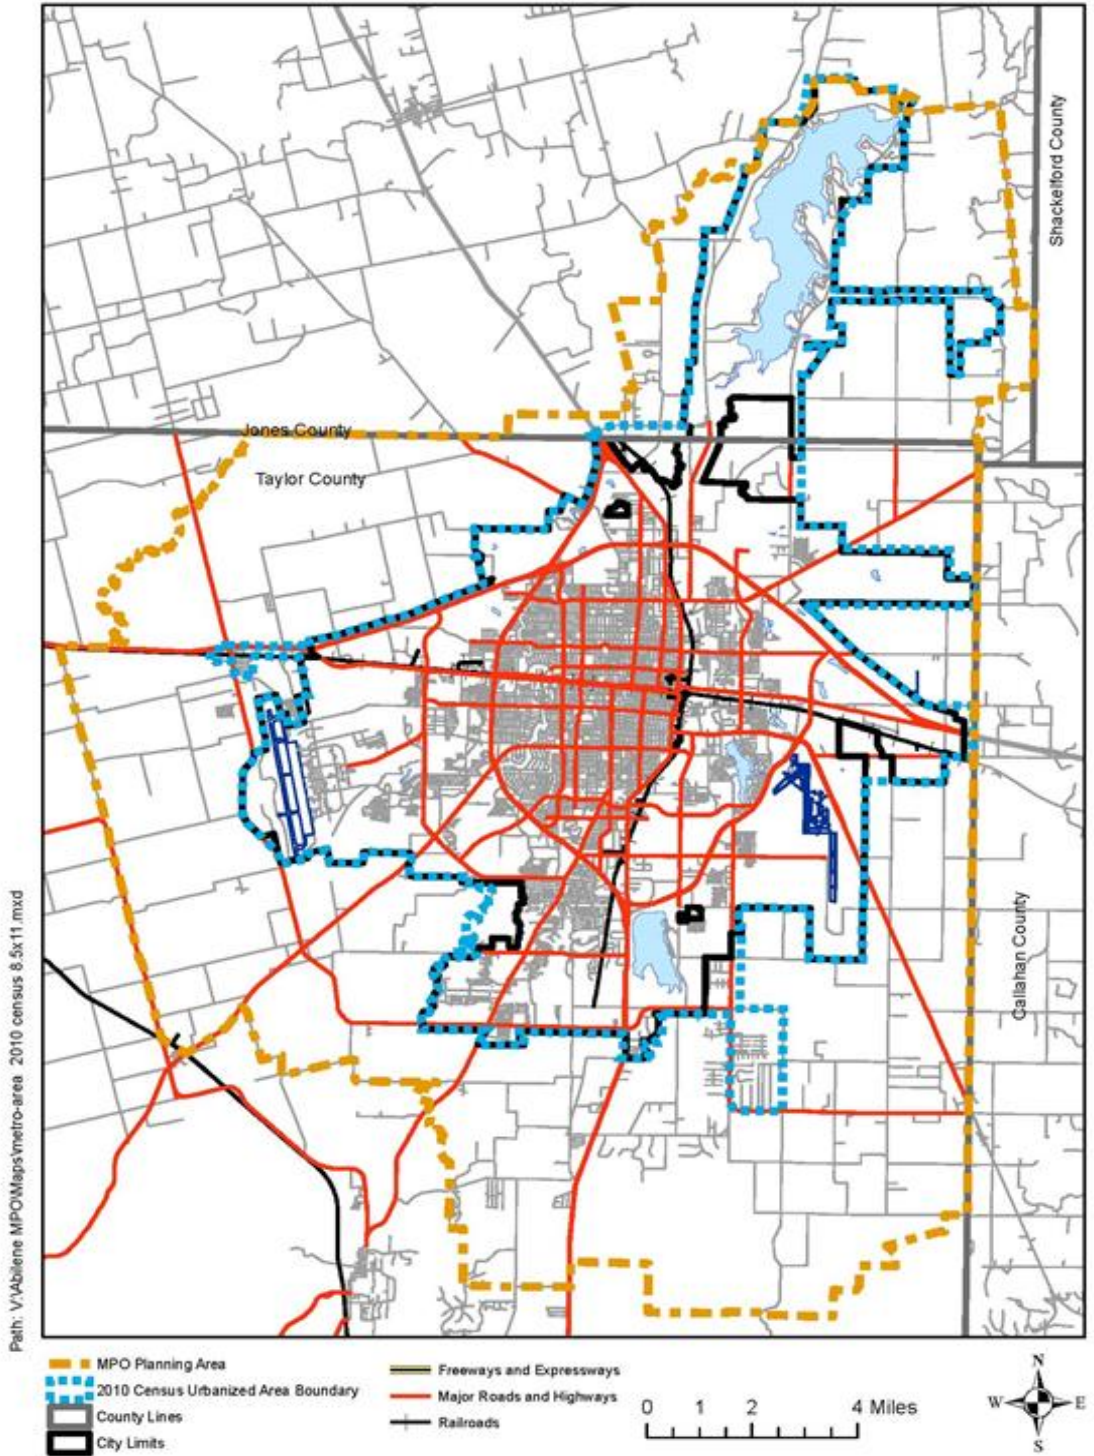 Shackelford County
Jones County
Taylor County
Callahan County
Path: V:\Abilene MPO\Maps\metro-area 2010 census 8.5x11.mxd
MPO Planning Area
2010 Census Urbanized Area Boundary
County Lines
City Limits
Freeways and Expressways
Major Roads and Highways
Railroads
0 1 2 4 Miles
N
W E
S